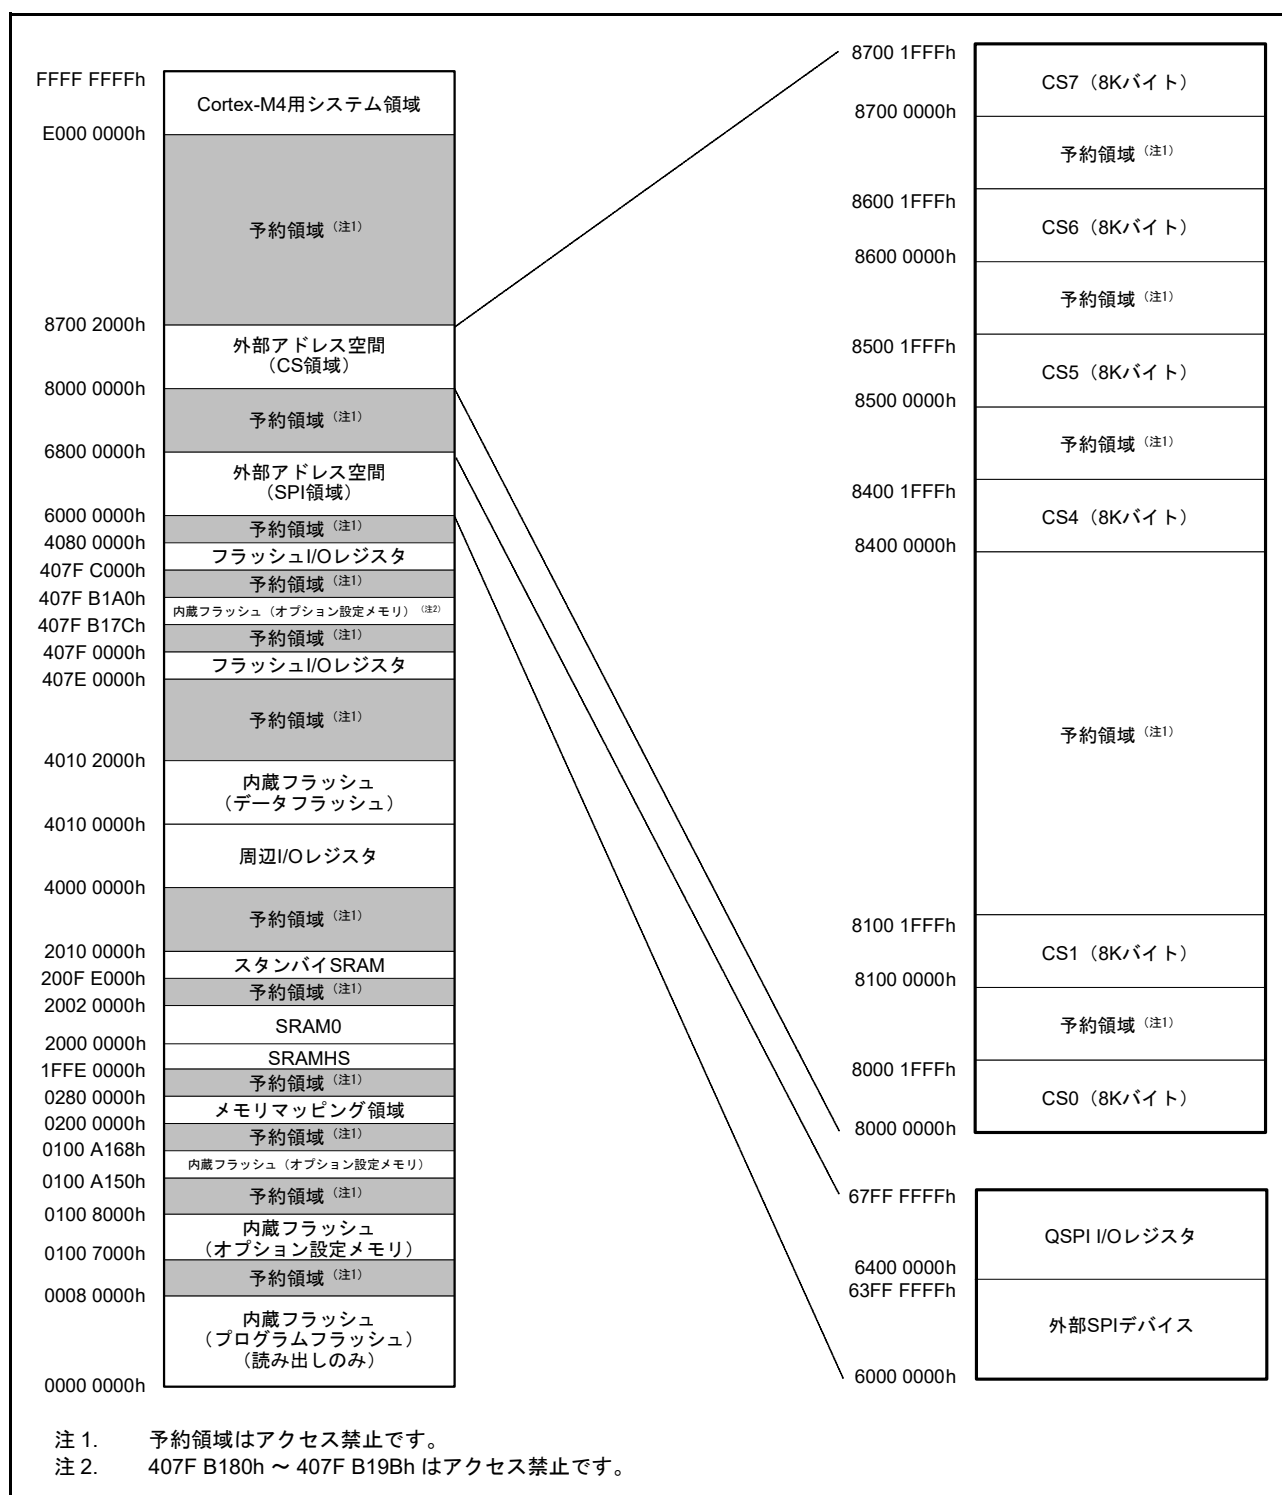 FFFF FFFFh
Cortex-M4用システム領域
E000 0000h
予約領域（注1）
8700 2000h
外部アドレス空間
（CS領域）
8000 0000h
予約領域（注1）
6800 0000h
外部アドレス空間
（SPI領域）
6000 0000h
予約領域（注1）
4080 0000h
フラッシュI/Oレジスタ
407F C000h
予約領域（注1）
407F B1A0h
内蔵フラッシュ（オプション設定メモリ）（注2）
407F B17Ch
予約領域（注1）
407F 0000h
フラッシュI/Oレジスタ
407E 0000h
予約領域（注1）
4010 2000h
内蔵フラッシュ
（データフラッシュ）
4010 0000h
周辺I/Oレジスタ
4000 0000h
予約領域（注1）
2010 0000h
スタンバイSRAM
200F E000h
予約領域（注1）
2002 0000h
SRAM0
2000 0000h
SRAMHS
1FFE 0000h
予約領域（注1）
0280 0000h
メモリマッピング領域
0200 0000h
予約領域（注1）
0100 A168h
内蔵フラッシュ（オプション設定メモリ）
0100 A150h
予約領域（注1）
0100 8000h
内蔵フラッシュ
（オプション設定メモリ）
0100 7000h
予約領域（注1）
0008 0000h
内蔵フラッシュ
（プログラムフラッシュ）
（読み出しのみ）
0000 0000h
8700 1FFFh
CS7（8Kバイト）
8700 0000h
予約領域（注1）
8600 1FFFh
CS6（8Kバイト）
8600 0000h
予約領域（注1）
8500 1FFFh
CS5（8Kバイト）
8500 0000h
予約領域（注1）
8400 1FFFh
CS4（8Kバイト）
8400 0000h
予約領域（注1）
8100 1FFFh
CS1（8Kバイト）
8100 0000h
予約領域（注1）
8000 1FFFh
CS0（8Kバイト）
8000 0000h
67FF FFFFh
QSPI I/Oレジスタ
6400 0000h
63FF FFFFh
外部SPIデバイス
6000 0000h
注 1. 予約領域はアクセス禁止です。
注 2. 407F B180h ～ 407F B19Bh はアクセス禁止です。